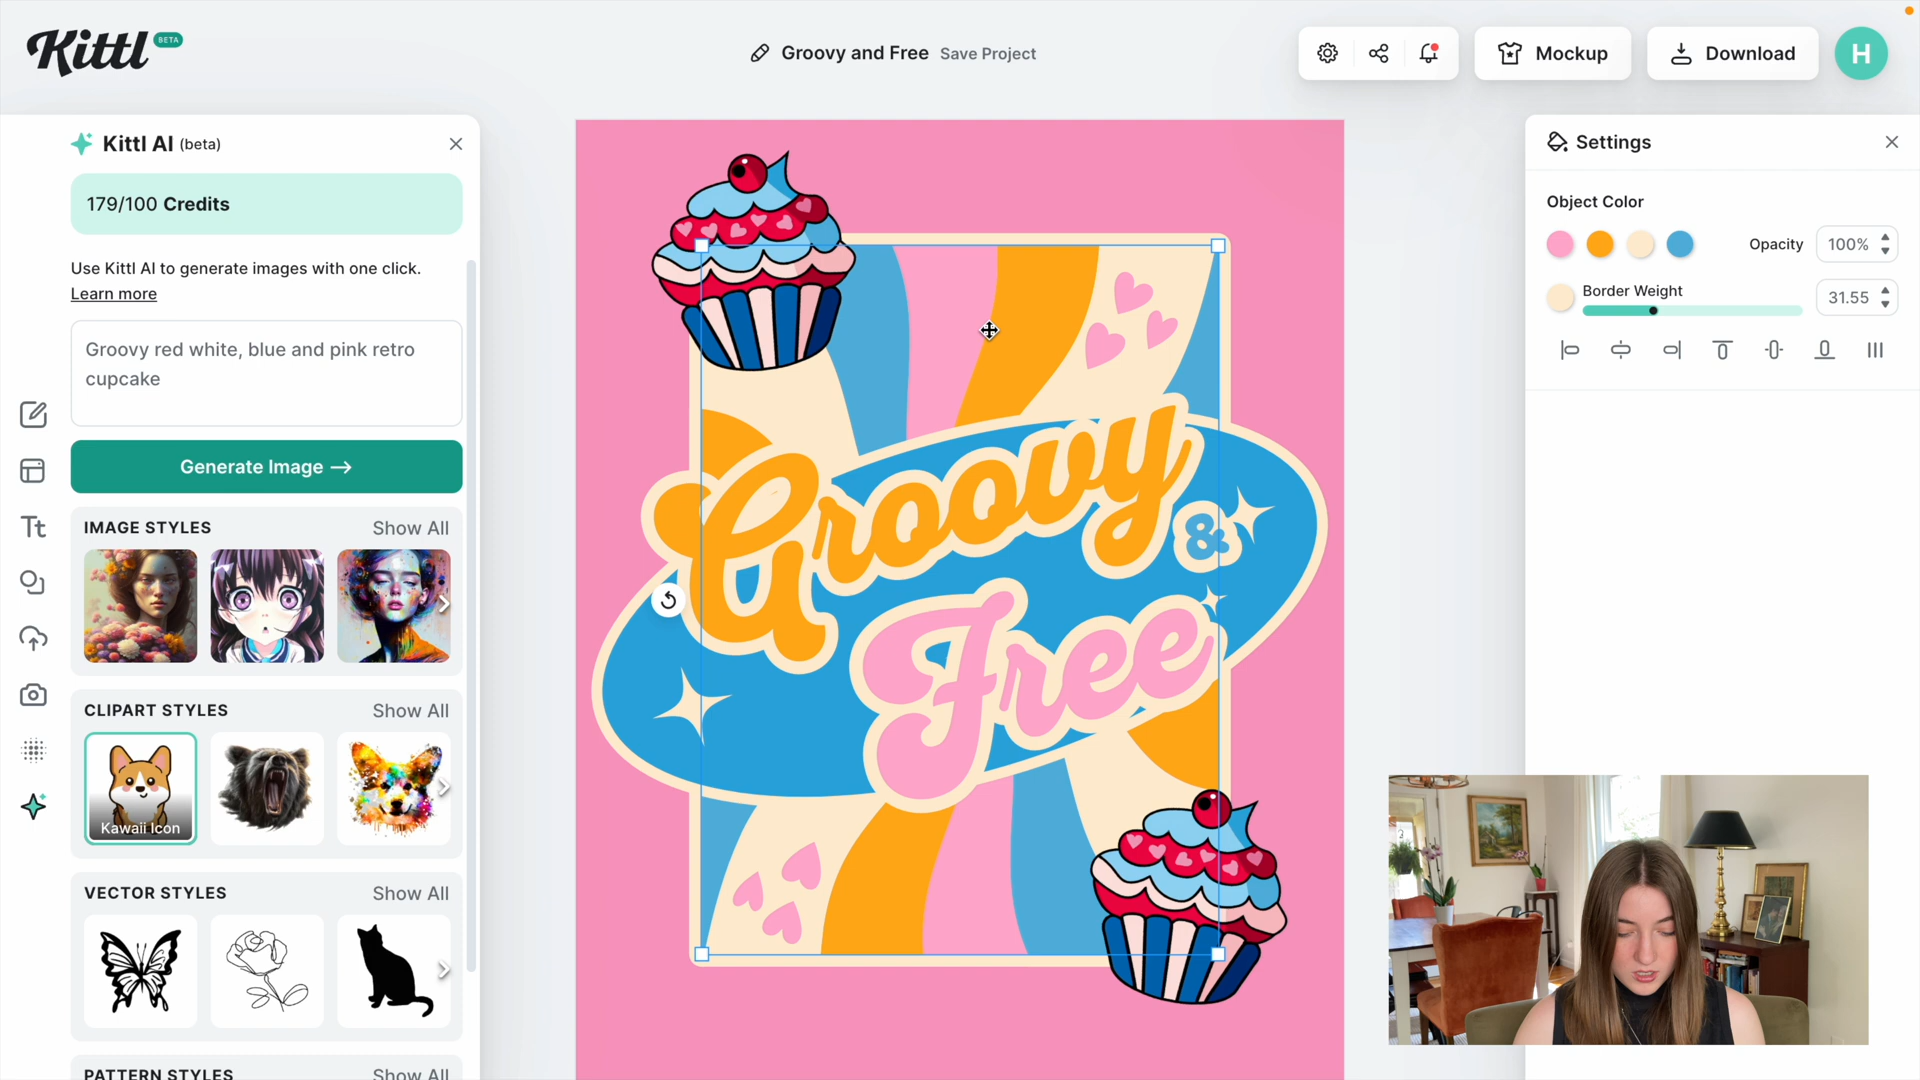 Kittl BETA
Groovy and Free Save Project
Mockup
Download
H
Kittl AI (beta)
179/100 Credits
Use Kittl AI to generate images with one click.
Learn more
Groovy red white, blue and pink retro
cupcake
Generate Image →
IMAGE STYLES Show All
CLIPART STYLES Show All
Kawaii Icon
VECTOR STYLES Show All
PATTERN STYLES Show All
Tt
Groovy
&
Free
Settings
Object Color
Opacity 100%
Border Weight 31.55